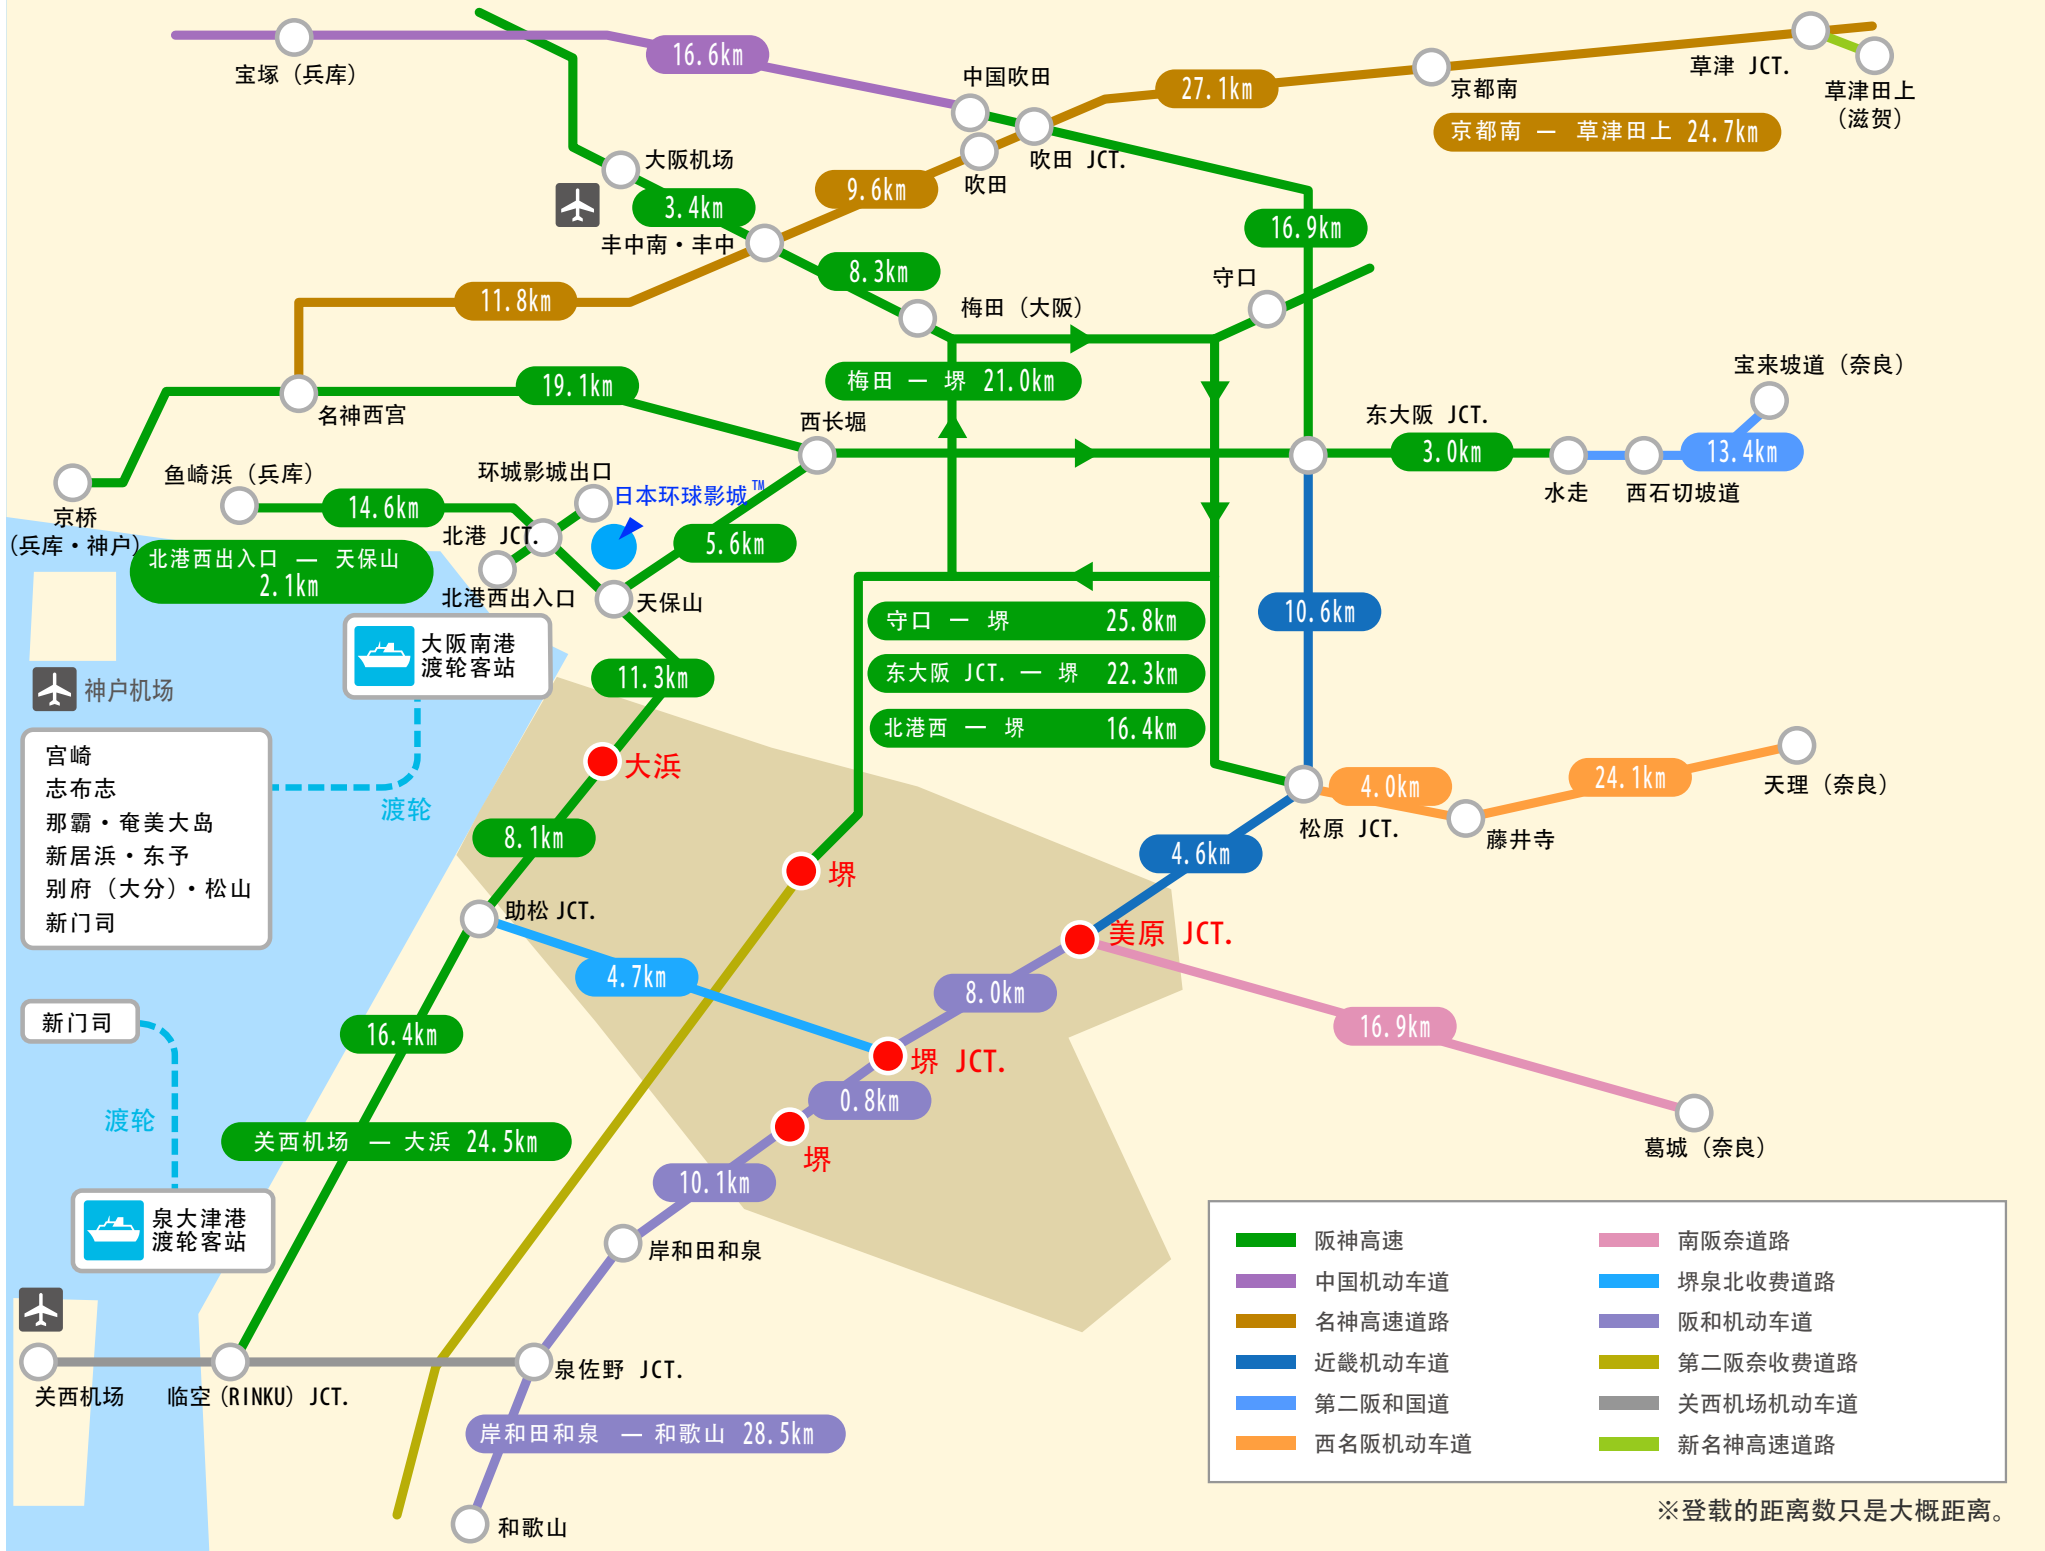 16.6km
宝塚（兵库）
中国吹田
27.1km
京都南
草津 JCT.
草津田上
（滋贺）
京都南 — 草津田上 24.7km
大阪机场
吹田 JCT.
吹田
9.6km
3.4km
丰中南・丰中
16.9km
8.3km
守口
11.8km
梅田（大阪）
梅田 — 堺 21.0km
19.1km
名神西宫
西长堀
东大阪 JCT.
宝来坡道（奈良）
3.0km
13.4km
水走
西石切坡道
鱼崎浜（兵库）
环城影城出口
日本环球影城™
14.6km
京桥
（兵库・神户）
北港 JCT.
5.6km
北港西出入口 — 天保山
2.1km
北港西出入口
天保山
10.6km
守口 — 堺 25.8km
大阪南港
渡轮客站
东大阪 JCT. — 堺 22.3km
11.3km
神户机场
北港西 — 堺 16.4km
宫崎
志布志
那霸・奄美大岛
新居浜・东予
别府（大分）・松山
新门司
渡轮
大浜
4.0km
24.1km
天理（奈良）
松原 JCT.
藤井寺
8.1km
4.6km
堺
助松 JCT.
美原 JCT.
4.7km
8.0km
新门司
16.4km
16.9km
堺 JCT.
0.8km
渡轮
关西机场 — 大浜 24.5km
堺
葛城（奈良）
10.1km
泉大津港
渡轮客站
岸和田和泉
阪神高速
中国机动车道
名神高速道路
近畿机动车道
第二阪和国道
西名阪机动车道
南阪奈道路
堺泉北收费道路
阪和机动车道
第二阪奈收费道路
关西机场机动车道
新名神高速道路
关西机场
临空（RINKU）JCT.
泉佐野 JCT.
岸和田和泉 — 和歌山 28.5km
和歌山
※登载的距离数只是大概距离。